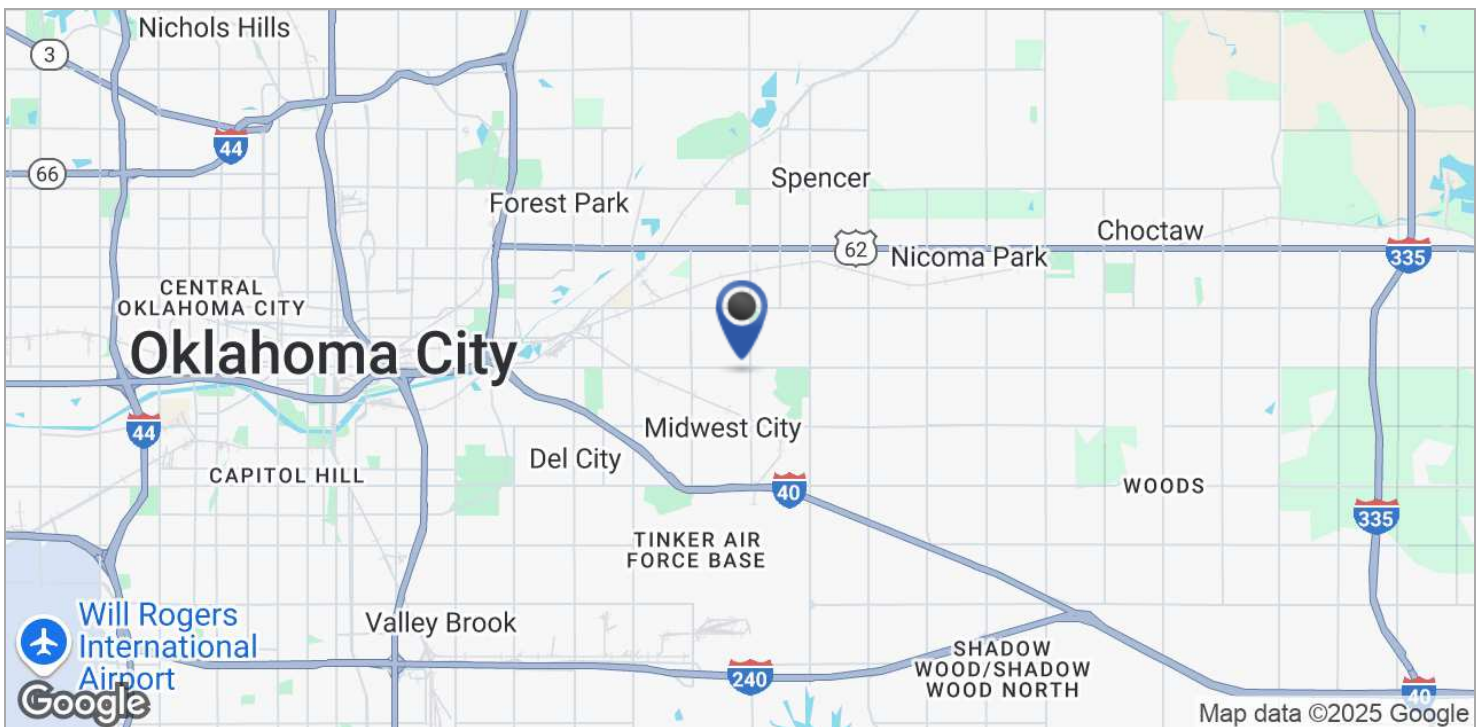 Nichols Hills
3
44
66
Spencer
Forest Park
Choctaw
62
Nicoma Park
335
CENTRAL
OKLAHOMA CITY
Oklahoma City
44
Midwest City
Del City
CAPITOL HILL
40
WOODS
335
TINKER AIR
FORCE BASE
Will Rogers
International
Airport
Valley Brook
SHADOW
WOOD/SHADOW
WOOD NORTH
240
40
Google
Map data ©2025 Google